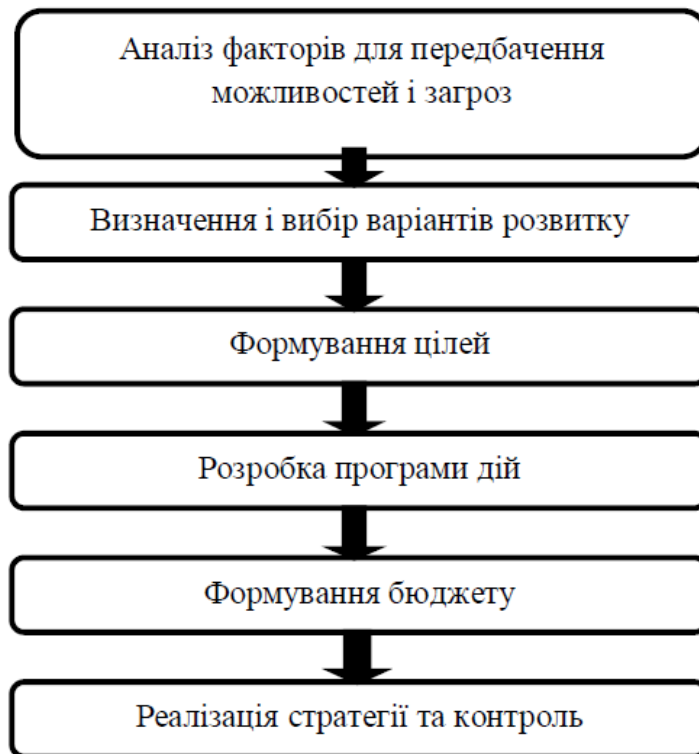 Аналіз факторів для передбачення
можливостей і загроз
Визначення і вибір варіантів розвитку
Формування цілей
Розробка програми дій
Формування бюджету
Реалізація стратегії та контроль